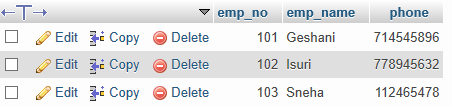 emp_no emp_name phone
Edit Copy Delete 101 Geshani 714545896
Edit Copy Delete 102 Isuri 778945632
Edit Copy Delete 103 Sneha 112465478